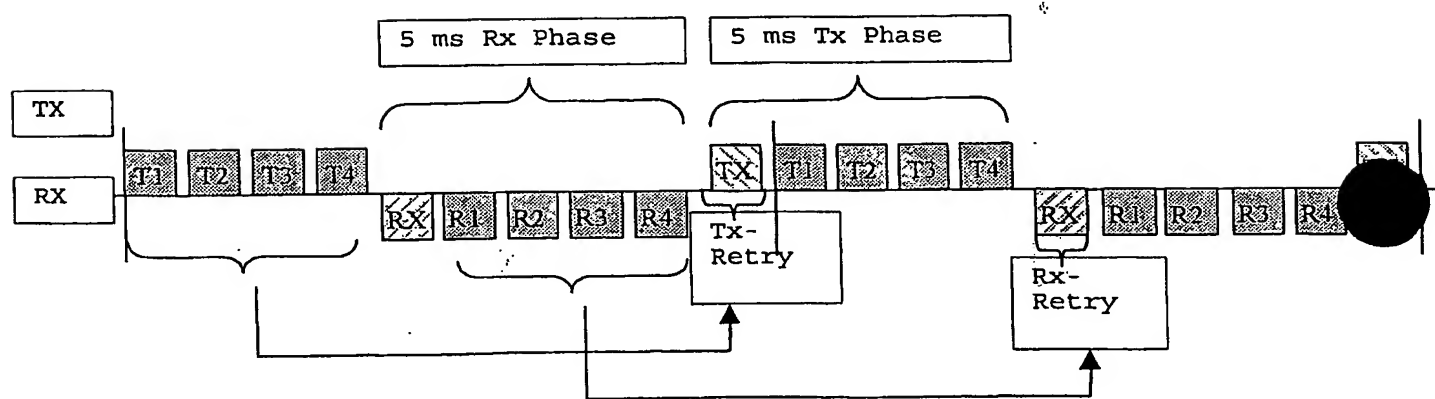 5 ms Rx Phase
5 ms Tx Phase
TX
T1 T2 T3 T4
TX T1 T2 T3 T4
RX
RX R1 R2 R3 R4
RX R1 R2 R3 R4
Tx-
Retry
Rx-
Retry